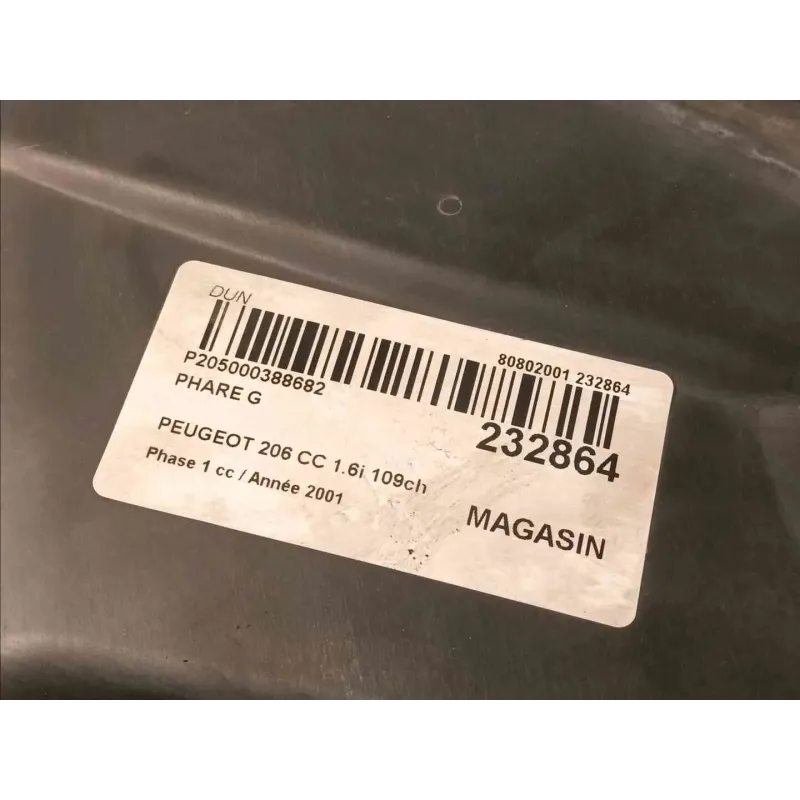 DUN
P205000388682
80802001 232864
PHARE G
232864
PEUGEOT 206 CC 1.6i 109ch
Phase 1 cc / Année 2001
MAGASIN